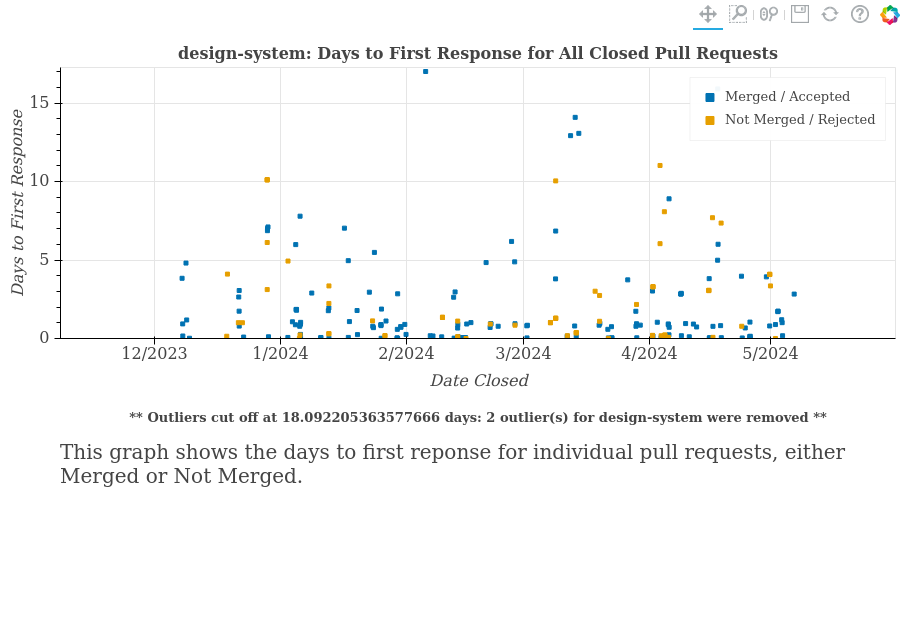 design-system: Days to First Response for All Closed Pull Requests
Merged / Accepted
Not Merged / Rejected
Days to First Response
15
10
5
0
12/2023 1/2024 2/2024 3/2024 4/2024 5/2024
Date Closed
** Outliers cut off at 18.092205363577666 days: 2 outlier(s) for design-system were removed **
This graph shows the days to first reponse for individual pull requests, either
Merged or Not Merged.